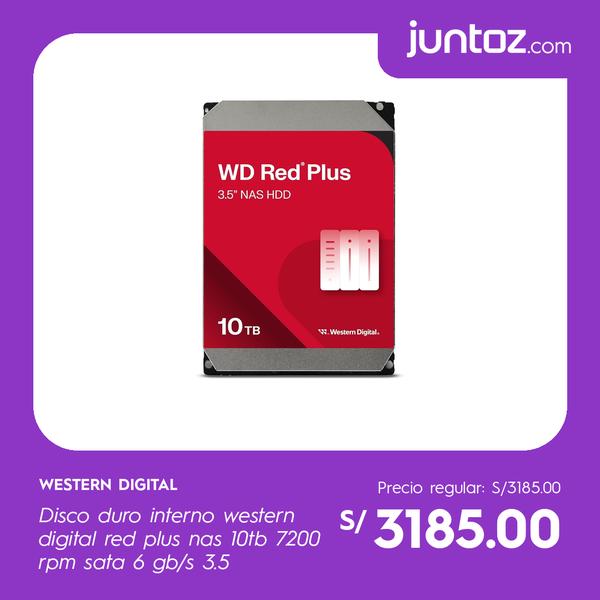 juntoz.com
WD Red® Plus
3.5" NAS HDD
10TB
Western Digital.
WESTERN DIGITAL
Disco duro interno western
digital red plus nas 10tb 7200
rpm sata 6 gb/s 3.5
Precio regular: S/3185.00
S/ 3185.00